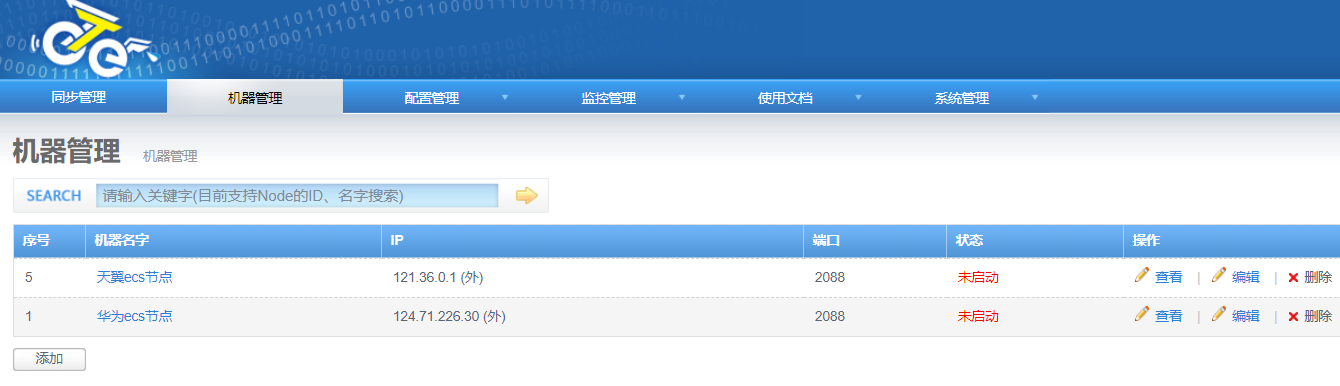 eTe
同步管理 机器管理 配置管理 监控管理 使用文档 系统管理
机器管理 机器管理
SEARCH 请输入关键字(目前支持Node的ID、名字搜索)
序号 机器名字 IP 端口 状态 操作
5 天翼ecs节点 121.36.0.1 (外) 2088 未启动 查看 | 编辑 | 删除
1 华为ecs节点 124.71.226.30 (外) 2088 未启动 查看 | 编辑 | 删除
添加